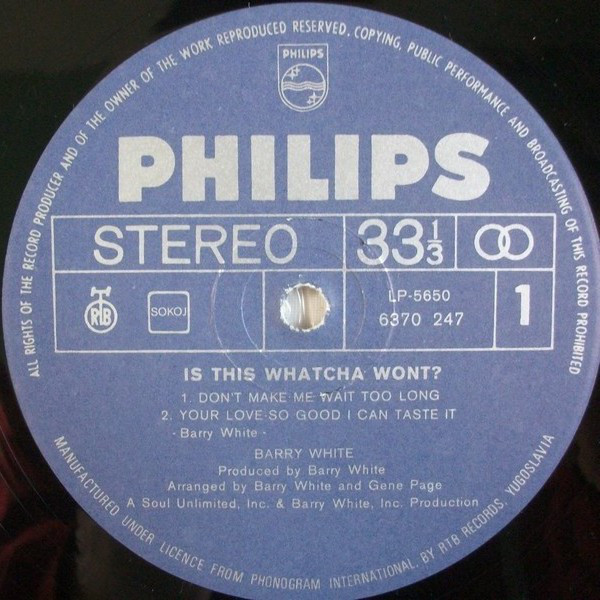 ALL RIGHTS OF THE RECORD PRODUCER AND OF THE OWNER OF THE WORK REPRODUCED RESERVED. COPYING, PUBLIC PERFORMANCE AND BROADCASTING OF THIS RECORD PROHIBITED
PHILIPS
PHILIPS
STEREO 33 1/3
RTB SOKOJ LP-5650 1
6370 247
IS THIS WHATCHA WONT?
1. DON'T MAKE ME WAIT TOO LONG
2. YOUR LOVE-SO GOOD I CAN TASTE IT
- Barry White -
BARRY WHITE
Produced by Barry White
Arranged by Barry White and Gene Page
A Soul Unlimited, Inc. & Barry White, Inc. Production
MANUFACTURED UNDER LICENCE FROM PHONOGRAM INTERNATIONAL. BY RTB RECORDS, YUGOSLAVIA